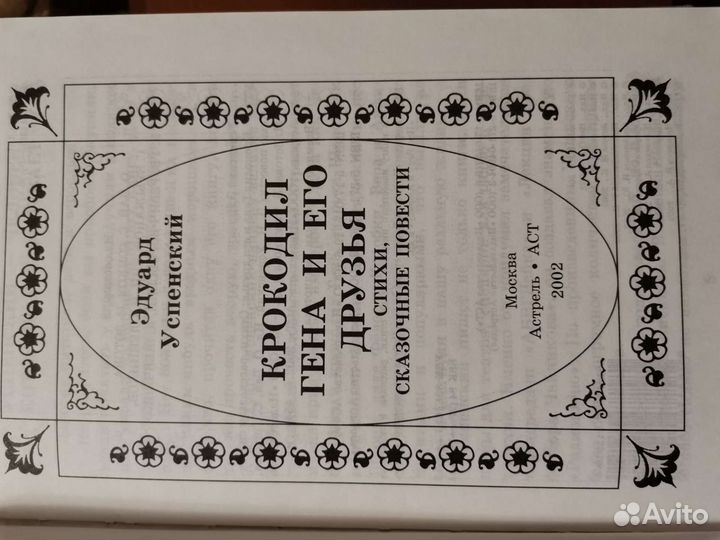 Эдуард
Успенский
КРОКОДИЛ
ГЕНА И ЕГО
ДРУЗЬЯ
СТИХИ,
СКАЗОЧНЫЕ ПОВЕСТИ
Москва
Астрель • АСТ
2002
Avito